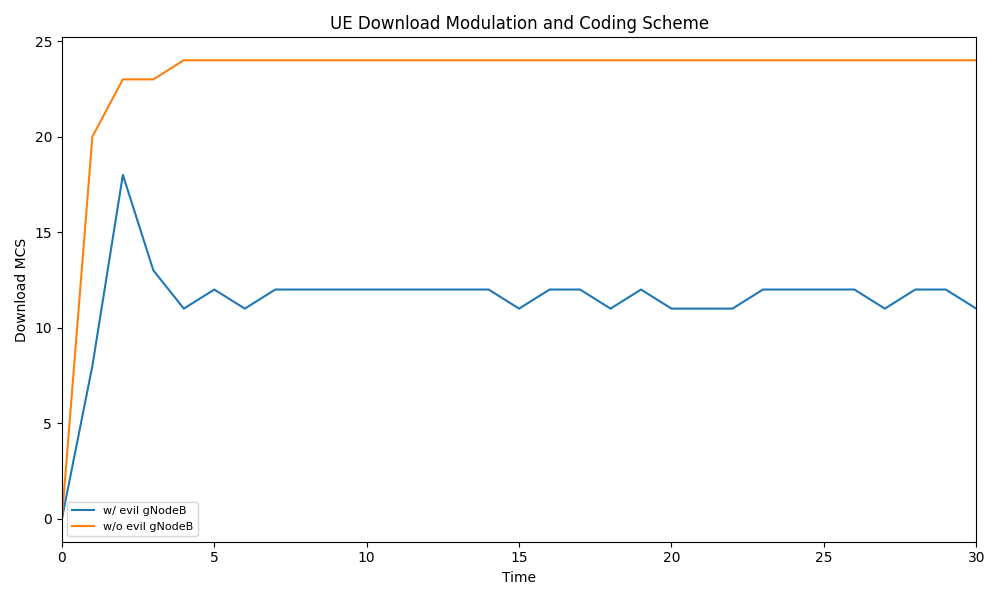 UE Download Modulation and Coding Scheme
25
20
15
10
5
0
Download MCS
w/ evil gNodeB
w/o evil gNodeB
0 5 10 15 20 25 30
Time